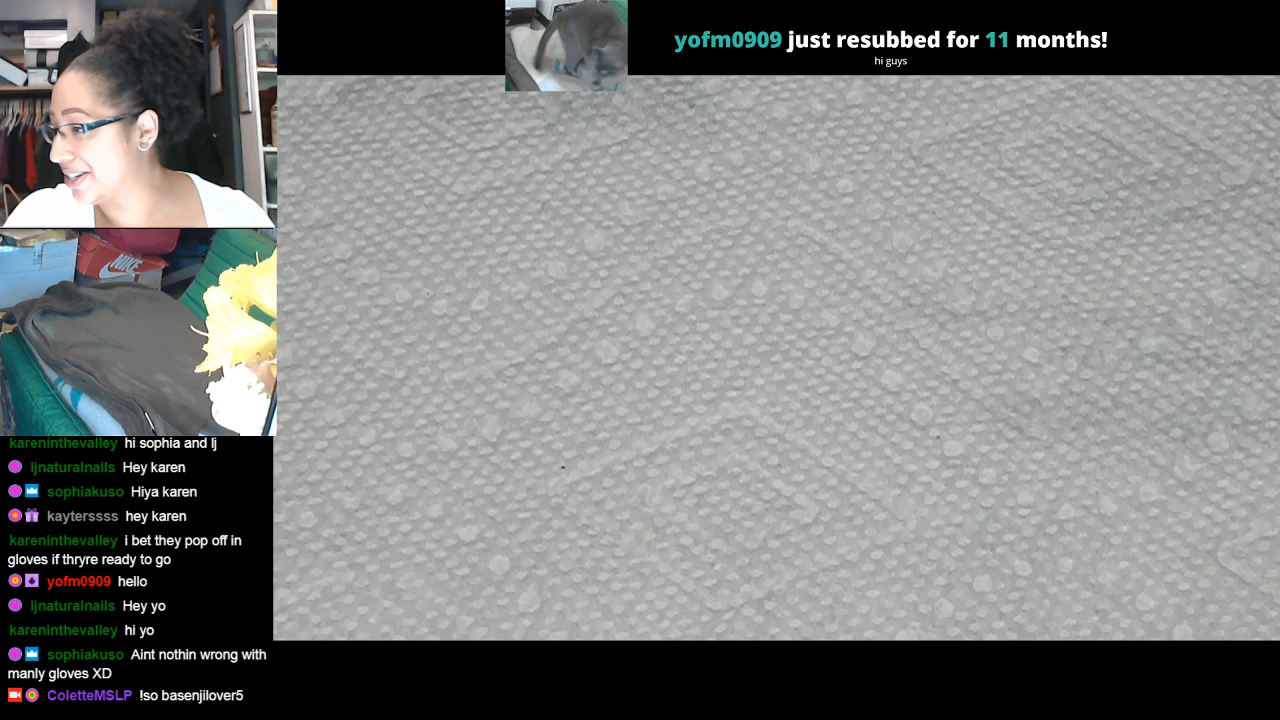 yofm0909 just resubbed for 11 months!
hi guys
NIKE
kareninthevalley hi sophia and lj
ljnaturalnails Hey karen
sophiakuso Hiya karen
kayterssss hey karen
kareninthevalley i bet they pop off in
gloves if thryre ready to go
yofm0909 hello
ljnaturalnails Hey yo
kareninthevalley hi yo
sophiakuso Aint nothin wrong with
manly gloves XD
ColetteMSLP !so basenjilover5